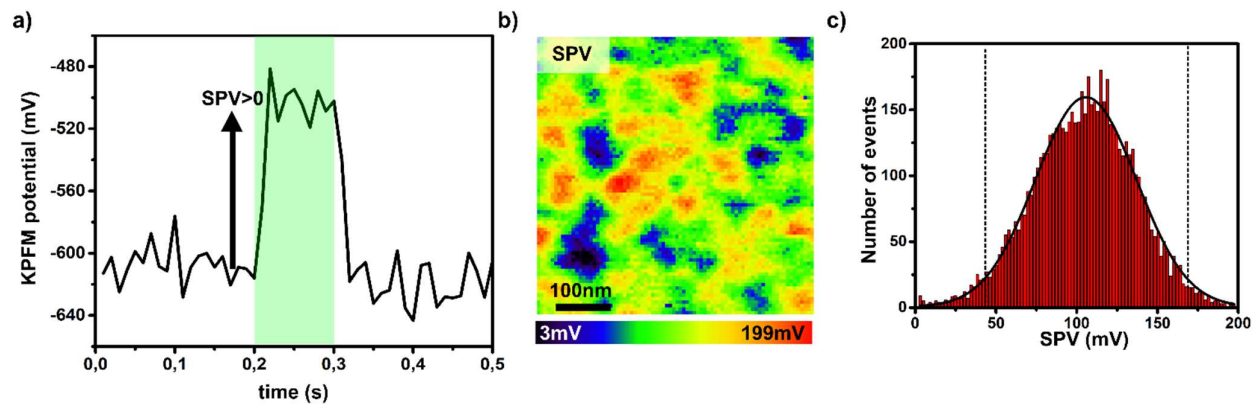 a)
KPFM potential (mV)
-480
-520
-560
-600
-640
SPV>0
0,0
0,1
0,2
0,3
0,4
0,5
time (s)
b)
SPV
100nm
3mV
199mV
c)
Number of events
200
150
100
50
0
0
50
100
150
200
SPV (mV)